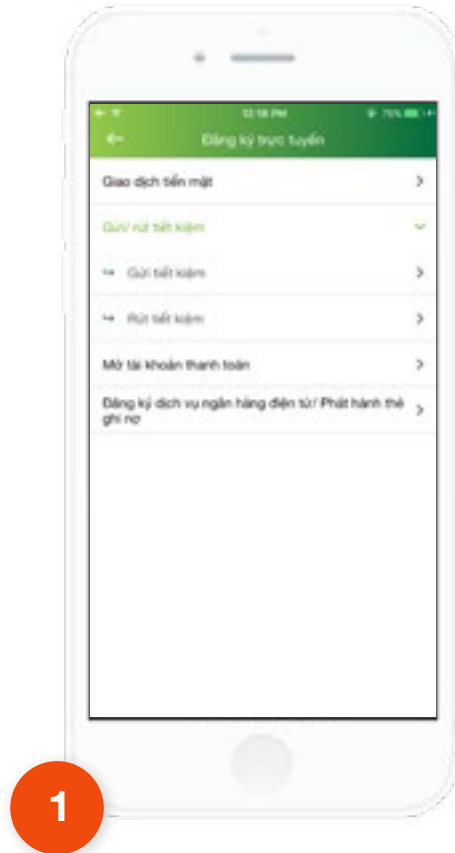 12:18 PM 75%
Đăng ký trực tuyến
Giao dịch tiền mặt
Gửi/ rút tiết kiệm
Gửi tiết kiệm
Rút tiết kiệm
Mở tài khoản thanh toán
Đăng ký dịch vụ ngân hàng điện tử/ Phát hành thẻ
ghi nợ
1